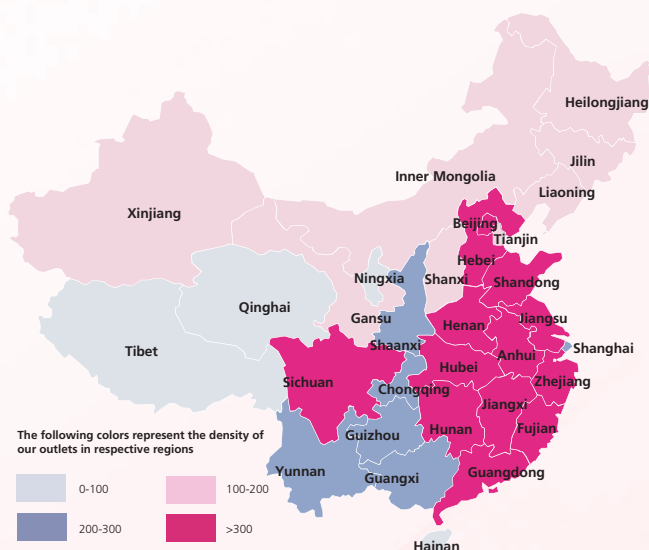 Heilongjiang
Jilin
Inner Mongolia
Liaoning
Xinjiang
Beijing
Tianjin
Hebei
Ningxia
Shanxi
Shandong
Qinghai
Gansu
Henan
Jiangsu
Shaanxi
Tibet
Anhui
Shanghai
Hubei
Sichuan
Zhejiang
Chongqing
Jiangxi
Hunan
Fujian
Guizhou
The following colors represent the density of
our outlets in respective regions
Yunnan
Guangxi
Guangdong
0-100
100-200
200-300
>300
Hainan